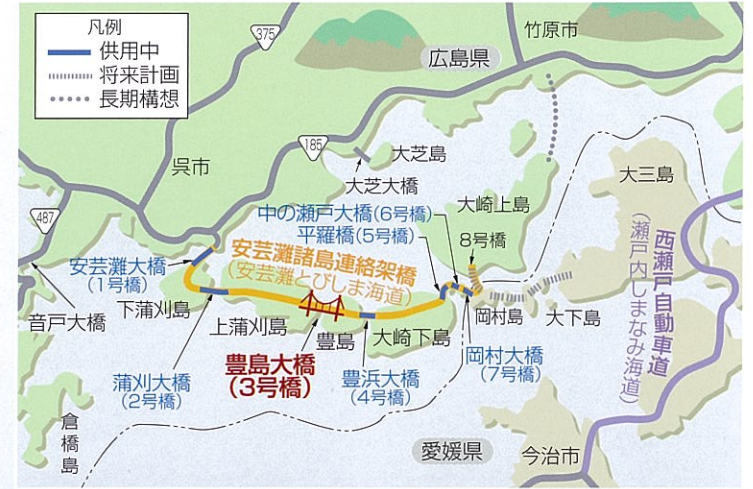 凡例
供用中
将来計画
長期構想
375
竹原市
広島県
185
呉市
大芝島
大芝大橋
大三島
487
中の瀬戸大橋(6号橋)
平羅橋(5号橋)
大崎上島
8号橋
安芸灘大橋
(1号橋)
安芸灘諸島連絡架橋
(安芸灘とびしま海道)
西瀬戸自動車道
(瀬戸内しまなみ海道)
音戸大橋
下蒲刈島
上蒲刈島
豊島
大崎下島
岡村島
大下島
蒲刈大橋
(2号橋)
豊島大橋
(3号橋)
豊浜大橋
(4号橋)
岡村大橋
(7号橋)
倉橋島
愛媛県
今治市